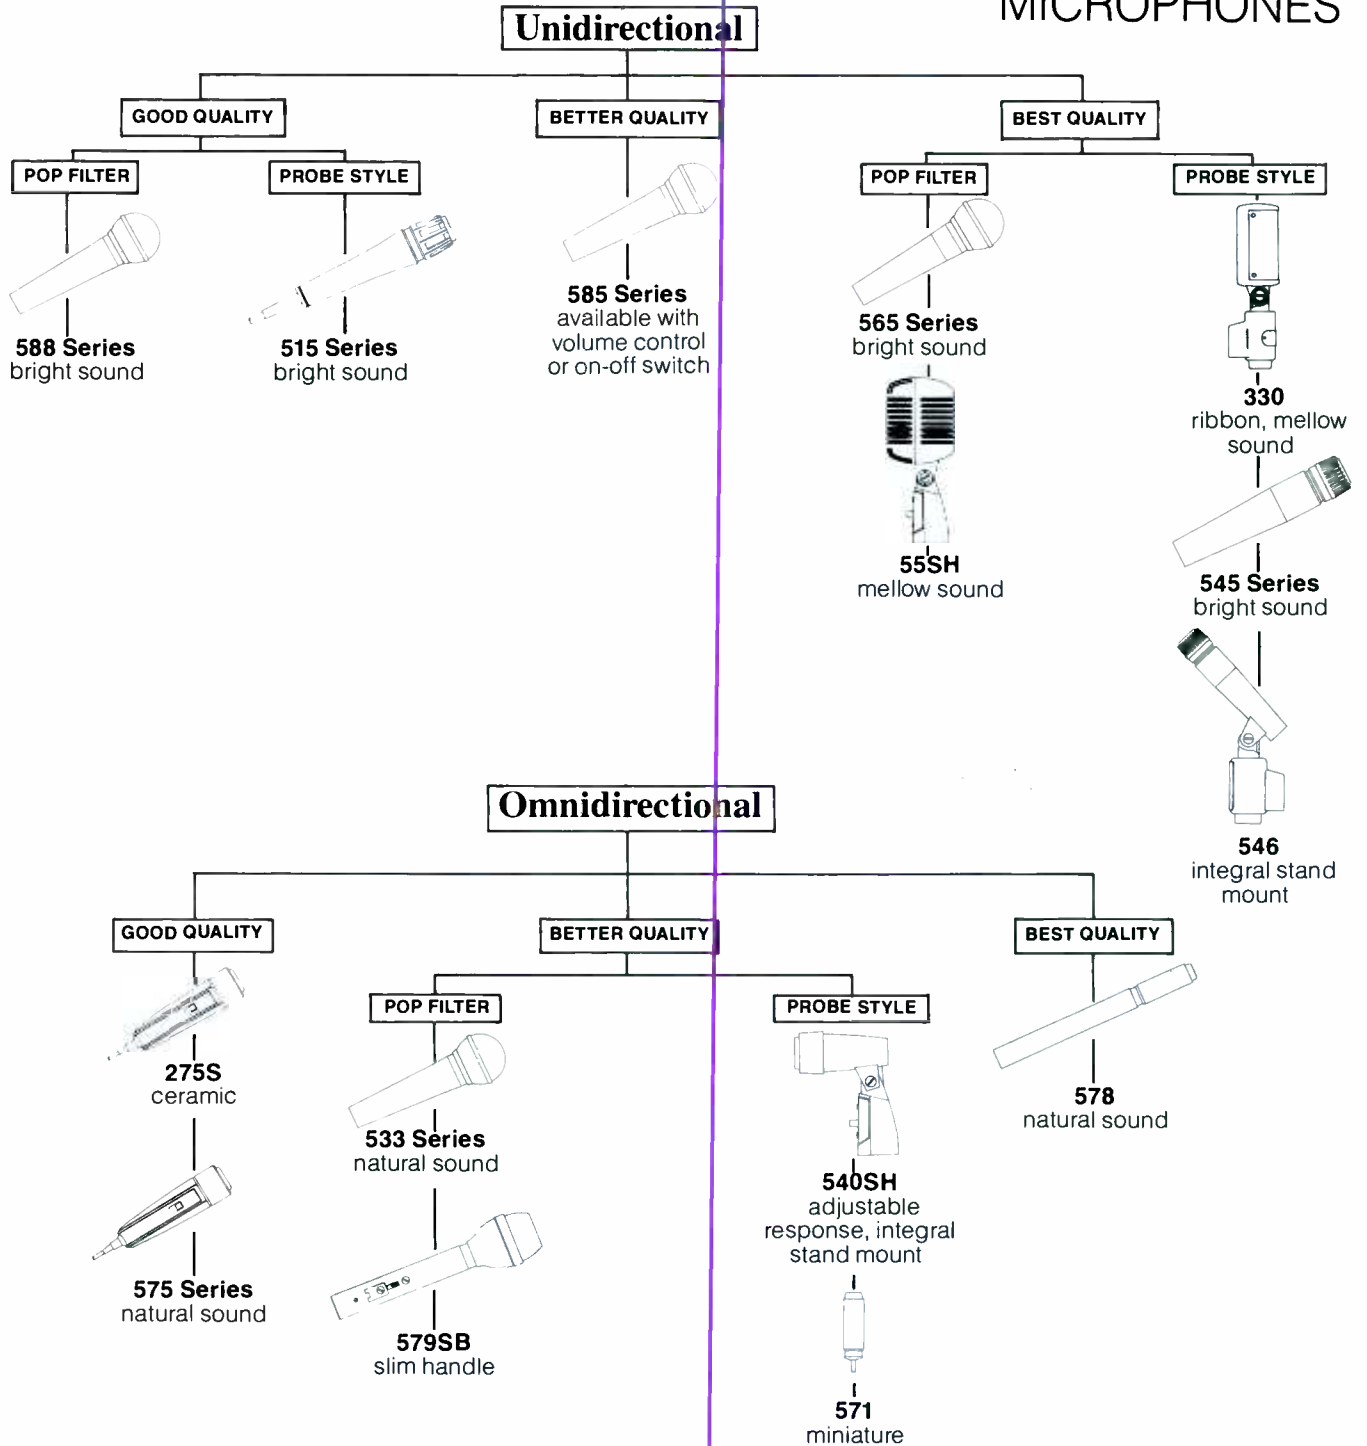 MICROPHONES
Unidirectional
GOOD QUALITY
BETTER QUALITY
BEST QUALITY
POP FILTER
PROBE STYLE
POP FILTER
PROBE STYLE
588 Series
bright sound
515 Series
bright sound
585 Series
available with
volume control
or on-off switch
565 Series
bright sound
55SH
mellow sound
330
ribbon, mellow
sound
545 Series
bright sound
546
integral stand
mount
Omnidirectional
GOOD QUALITY
BETTER QUALITY
BEST QUALITY
POP FILTER
PROBE STYLE
275S
ceramic
575 Series
natural sound
533 Series
natural sound
579SB
slim handle
540SH
adjustable
response, integral
stand mount
571
miniature
578
natural sound